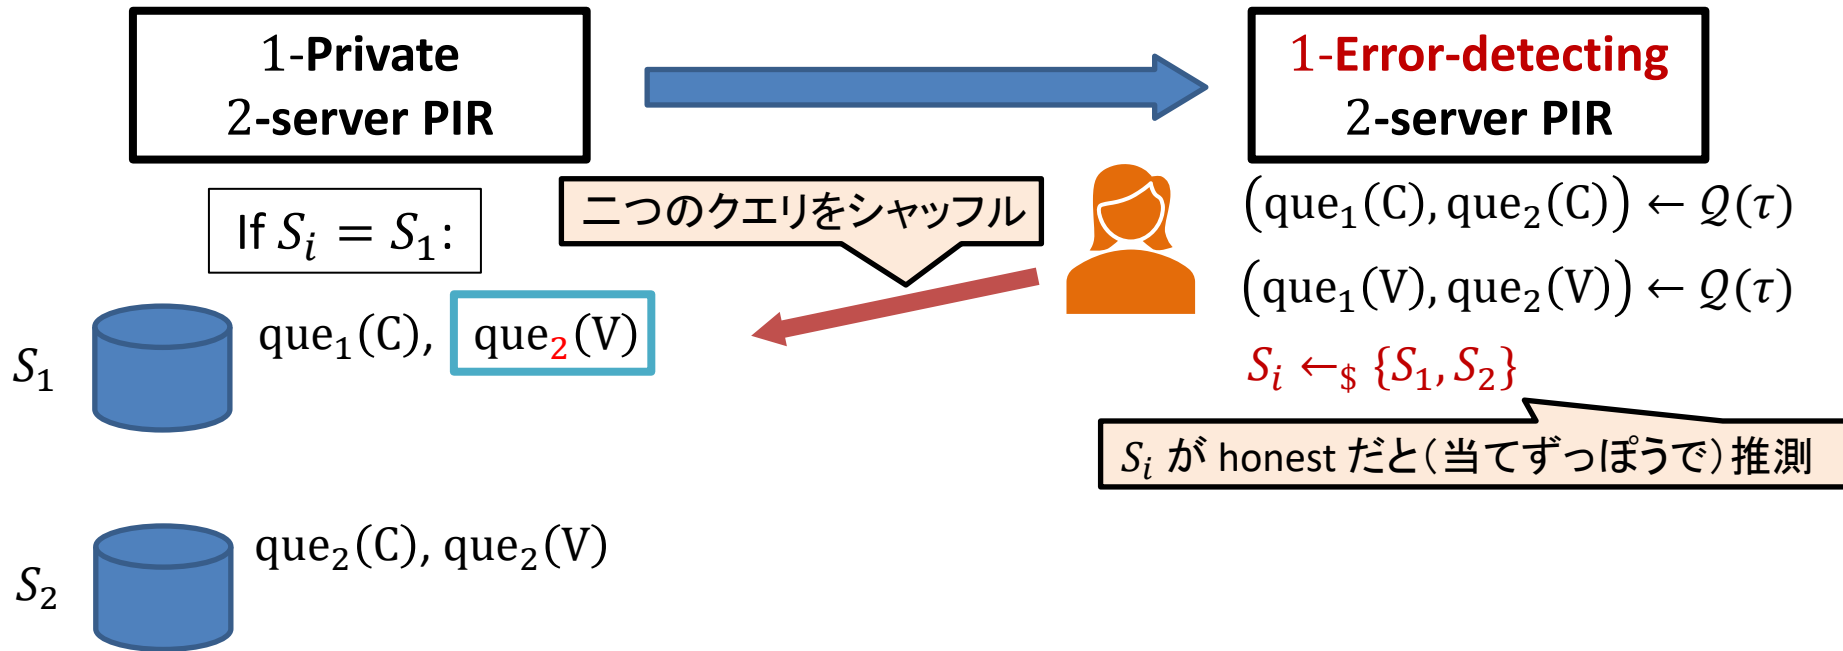 1-Private
2-server PIR
1-Error-detecting
2-server PIR
If S_i = S_1:
二つのクエリをシャッフル
(que_1(C), que_2(C)) ← Q(τ)
(que_1(V), que_2(V)) ← Q(τ)
S_1
que_1(C), que_2(V)
S_i ←_$ {S_1, S_2}
S_i が honest だと（当てずっぽうで）推測
S_2
que_2(C), que_2(V)